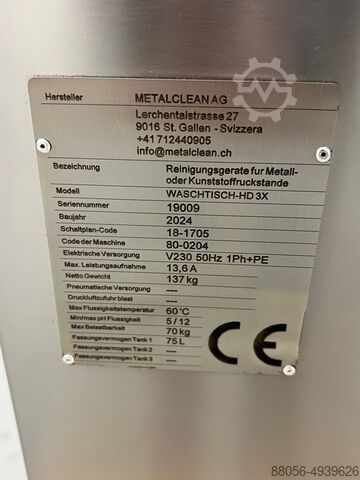 Hersteller METALCLEAN AG
Lerchentalstrasse 27
9016 St. Gallen - Svizzera
+41 712440905
info@metalclean.ch
Bezeichnung Reinigungsgerate fur Metall-
oder Kunststoffruckstande
Modell WASCHTISCH-HD 3X
Seriennummer 19009
Baujahr 2024
Schaltplan-Code 18-1705
Code der Maschine 80-0204
Elektrische Versorgung V230 50Hz 1Ph+PE
Max. Leistungsaufnahme 13,6 A
Netto Gewicht 137 kg
Pneumatische Versorgung ---
Druckluftzufuhr blast ---
Max Flussigkeitstemperatur 60°C
Min/max pH Flussigkeit 5 / 12
Max Belastbarkeit 70 kg
Fassungsvermogen Tank 1 75 L
Fassungsvermogen Tank 2 ---
Fassungsvermogen Tank 3 ---
CE
88056-4939626